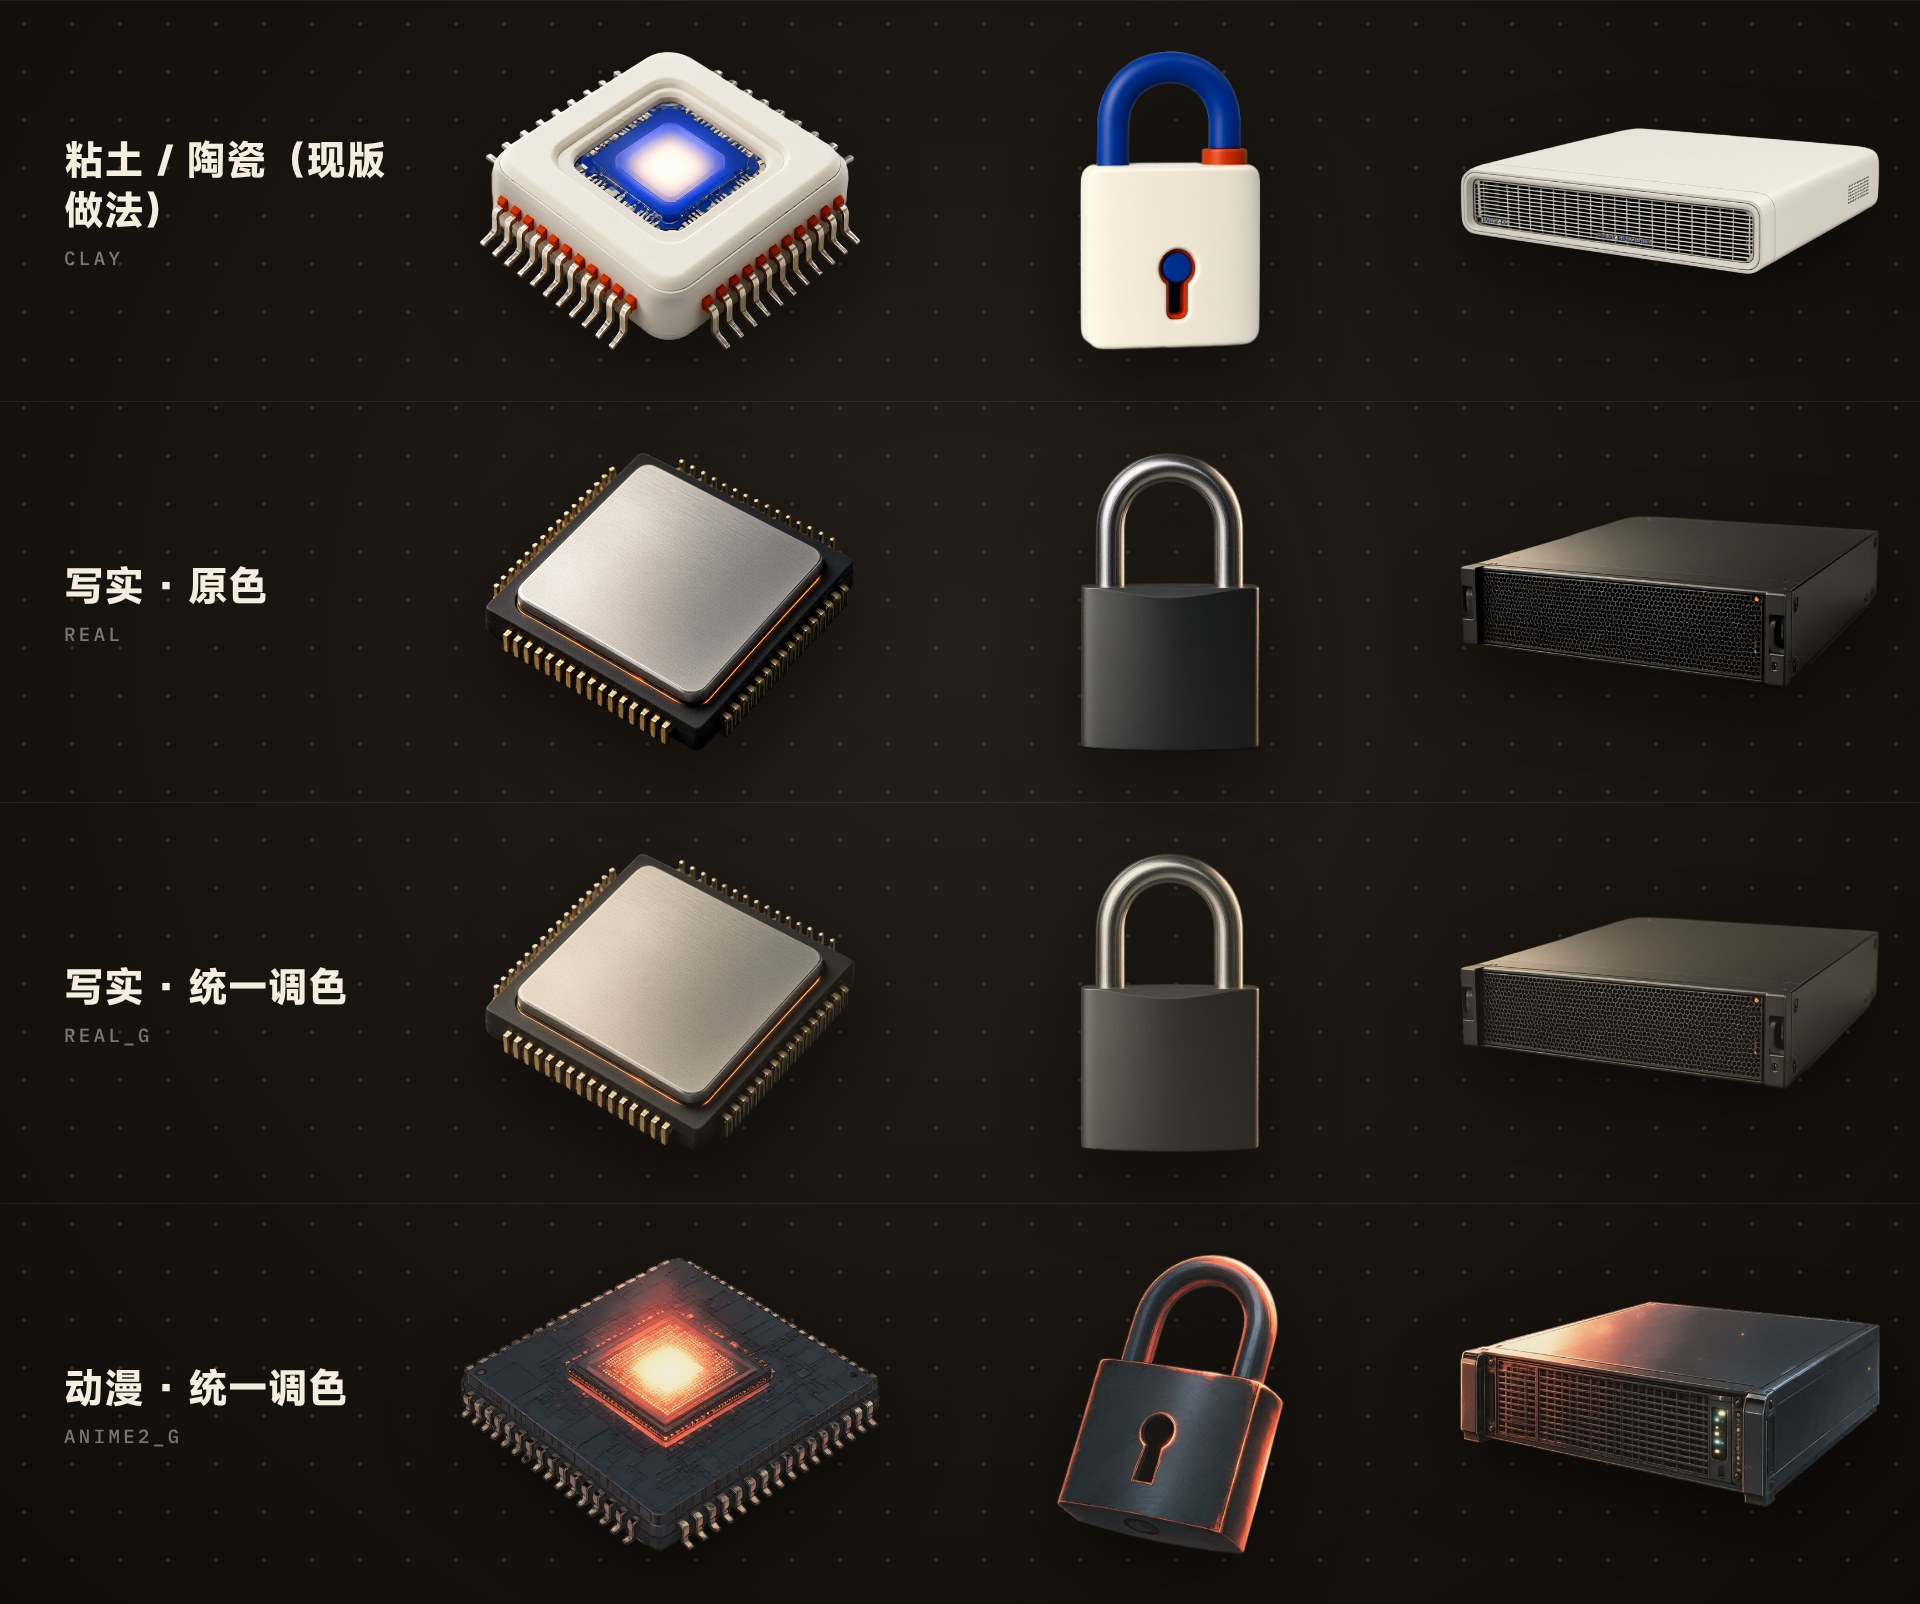 粘土 / 陶瓷（现版
做法）
CLAY
写实 · 原色
REAL
写实 · 统一调色
REAL_G
动漫 · 统一调色
ANIME2_G